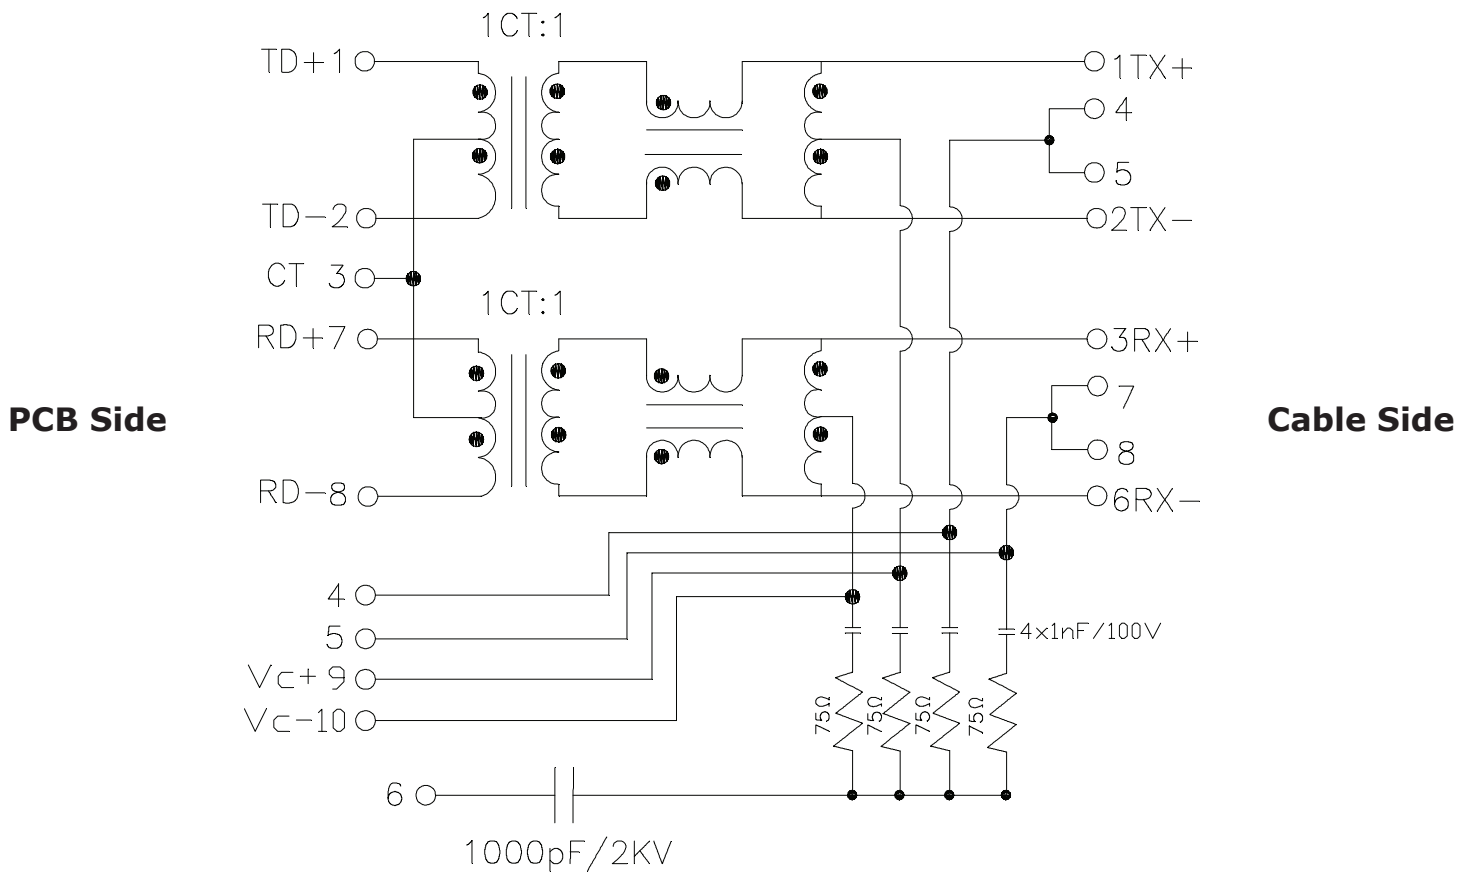 1CT:1
TD+1
1TX+
4
5
TD-2
2TX-
CT 3
1CT:1
RD+7
3RX+
7
PCB Side
Cable Side
8
RD-8
6RX-
4
5
4x1nF/100V
Vc+9
Vc-10
75Ω
75Ω
75Ω
75Ω
6
1000pF/2KV